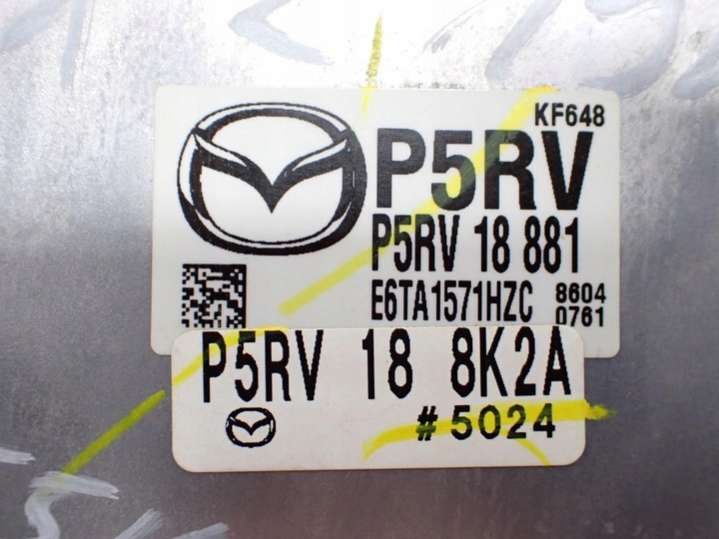 KF648
P5RV
P5RV 18 881
E6TA1571HZC 8604
0761
P5RV 18 8K2A
#5024